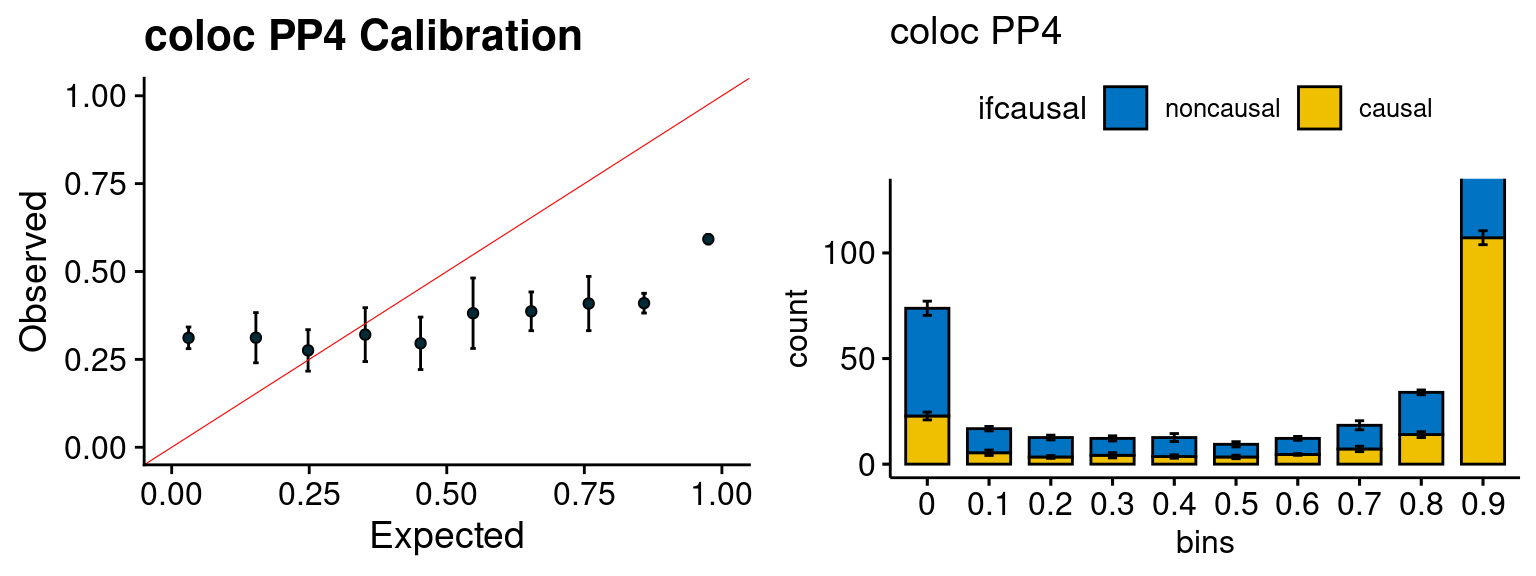 coloc PP4 Calibration
Observed
1.00
0.75
0.50
0.25
0.00
0.00 0.25 0.50 0.75 1.00
Expected
coloc PP4
ifcausal noncausal causal
count
100
50
0
0 0.1 0.2 0.3 0.4 0.5 0.6 0.7 0.8 0.9
bins